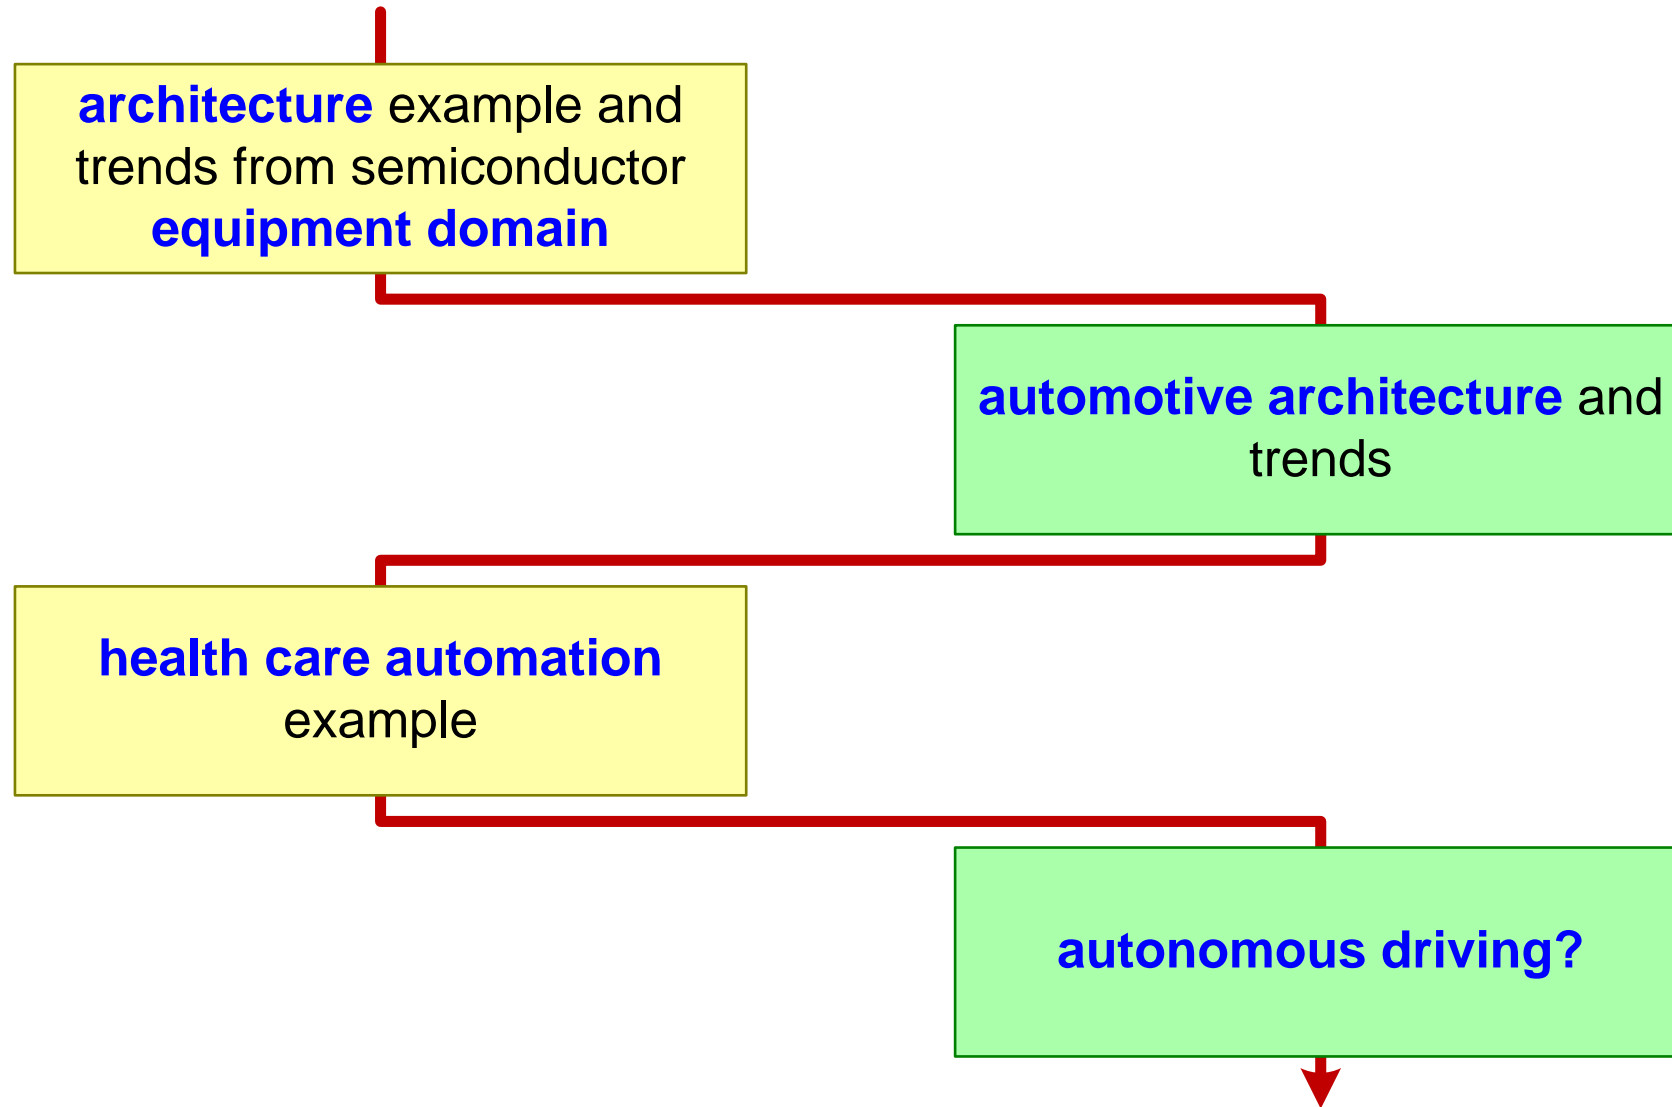 architecture example and
trends from semiconductor
equipment domain
automotive architecture and
trends
health care automation
example
autonomous driving?